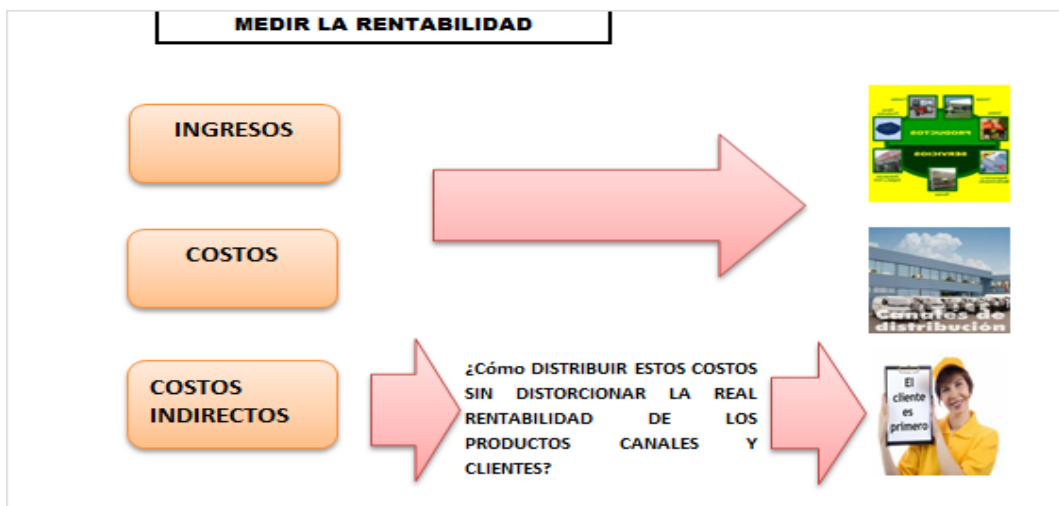 MEDIR LA RENTABILIDAD
INGRESOS
PRODUCTOS
SERVICIOS
COSTOS
Canales de
distribución
COSTOS
INDIRECTOS
¿Cómo DISTRIBUIR ESTOS COSTOS
SIN DISTORCIONAR LA REAL
RENTABILIDAD DE LOS
PRODUCTOS CANALES Y
CLIENTES?
El
cliente
es
primero